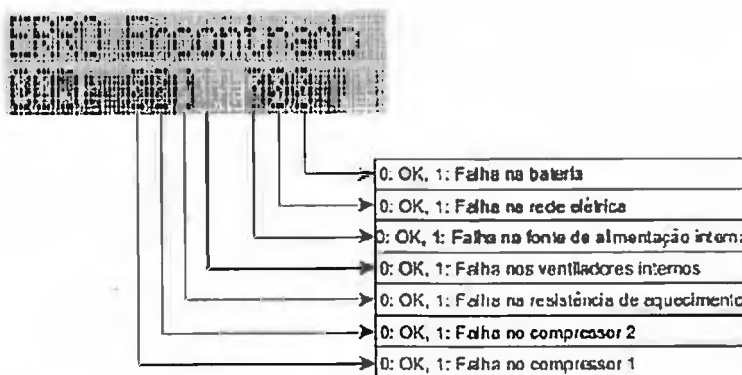 Encontrado
0: OK, 1: Falha na bateria
0: OK, 1: Falha na rede elétrica
0: OK, 1: Falha na fonte de almentação interna
0: OK, 1: Falha nos ventiladores internos
0: OK, 1: Falha na resistência de aquecimento
0: OK, 1: Falha no compressor 2
0: OK, 1: Falha no compressor 1